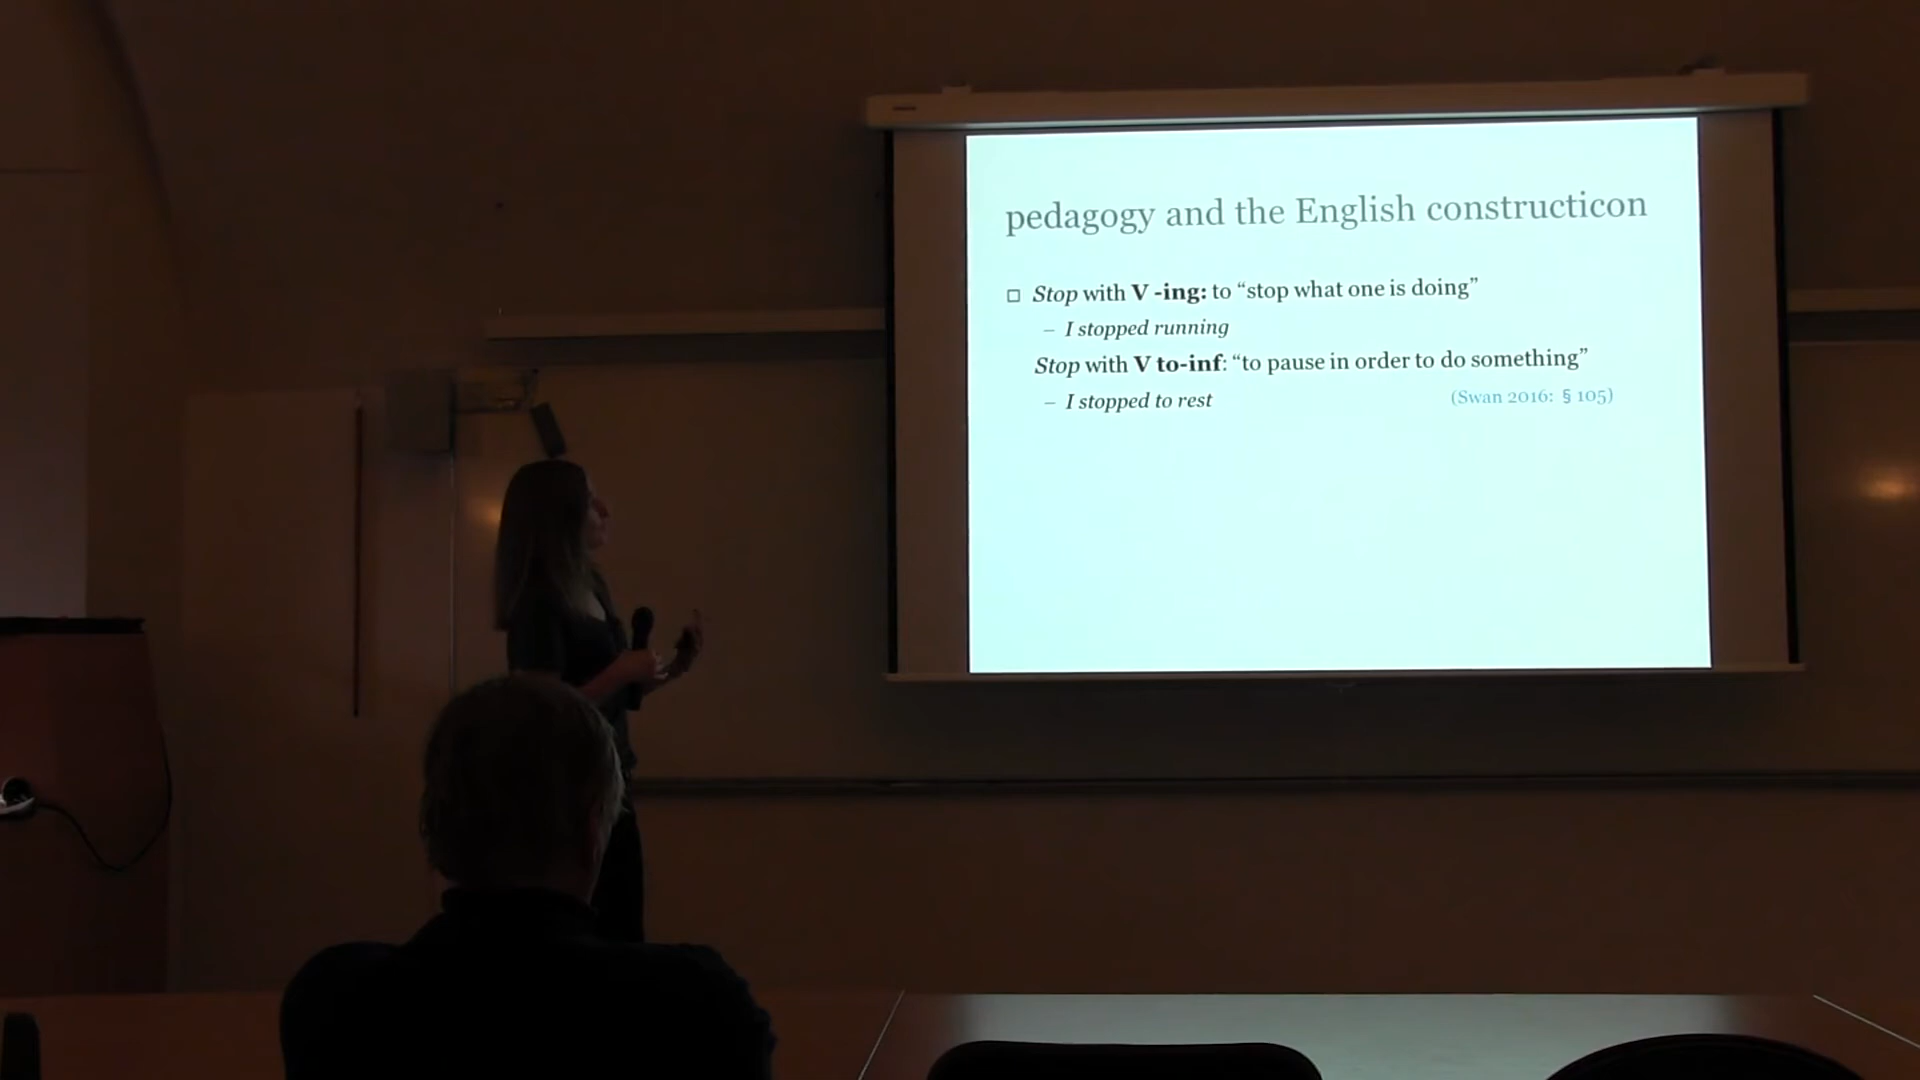 pedagogy and the English constructicon
□ Stop with V -ing: to “stop what one is doing”
– I stopped running
Stop with V to-inf: “to pause in order to do something”
– I stopped to rest
(Swan 2016: § 105)